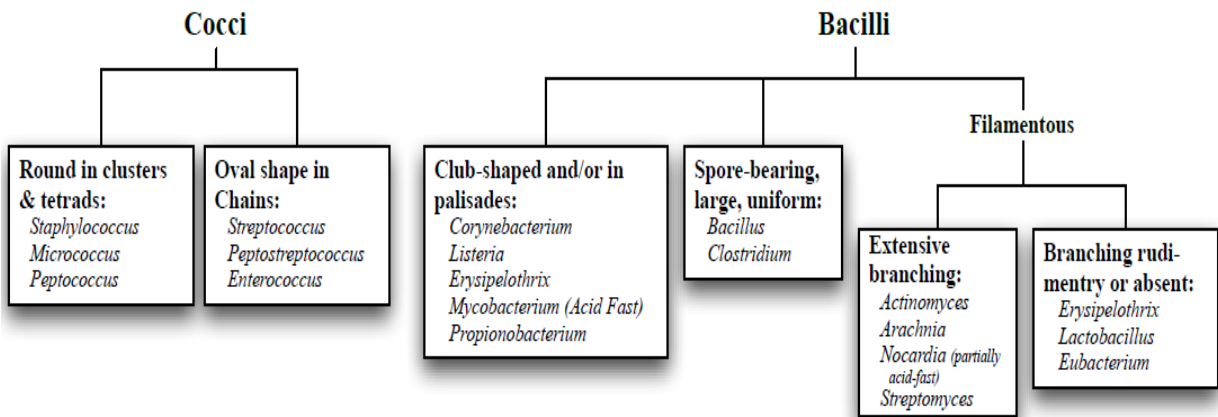 Cocci
Round in clusters
& tetrads:
Staphylococcus
Micrococcus
Peptococcus
Oval shape in
Chains:
Streptococcus
Peptostreptococcus
Enterococcus
Bacilli
Club-shaped and/or in
palisades:
Corynebacterium
Listeria
Erysipelothrix
Mycobacterium (Acid Fast)
Propionobacterium
Spore-bearing,
large, uniform:
Bacillus
Clostridium
Filamentous
Extensive
branching:
Actinomyces
Arachnia
Nocardia (partially
acid-fast)
Streptomyces
Branching rudi-
mentry or absent:
Erysipelothrix
Lactobacillus
Eubacterium